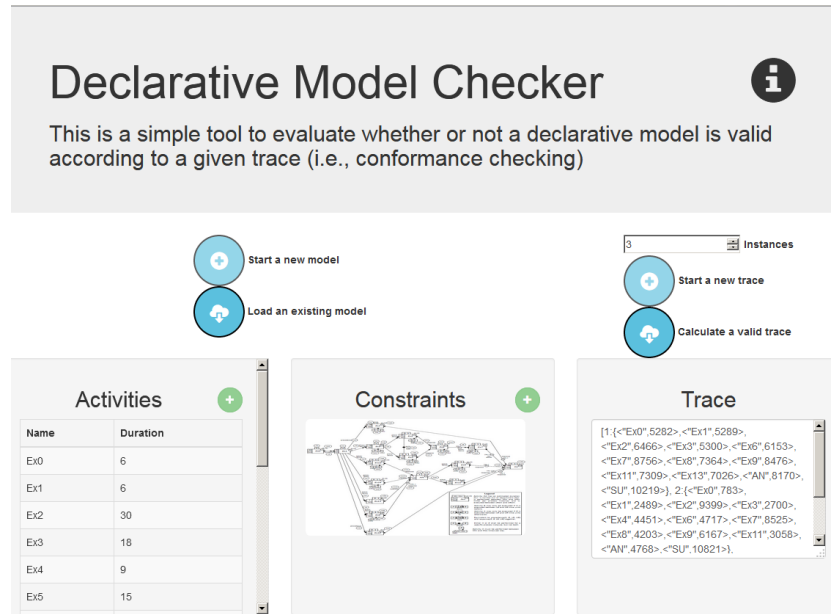 Declarative Model Checker
This is a simple tool to evaluate whether or not a declarative model is valid
according to a given trace (i.e., conformance checking)
Start a new model
Load an existing model
3
Instances
Start a new trace
Calculate a valid trace
Activities
Name Duration
Ex0 6
Ex1 6
Ex2 30
Ex3 18
Ex4 9
Ex5 15
Constraints
Trace
[1:{<"Ex0",5282>,<"Ex1",5289>,
<"Ex2",6466>,<"Ex3",5300>,<"Ex6",6153>,
<"Ex7",8756>,<"Ex8",7364>,<"Ex9",8476>,
<"Ex11",7309>,<"Ex13",7026>,<"AN",8170>,
<"SU",10219>}, 2:{<"Ex0",783>,
<"Ex1",2489>,<"Ex2",9399>,<"Ex3",2700>,
<"Ex4",4451>,<"Ex6",4717>,<"Ex7",8525>,
<"Ex8",4203>,<"Ex9",6167>,<"Ex11",3058>,
<"AN",4768>,<"SU",10821>},